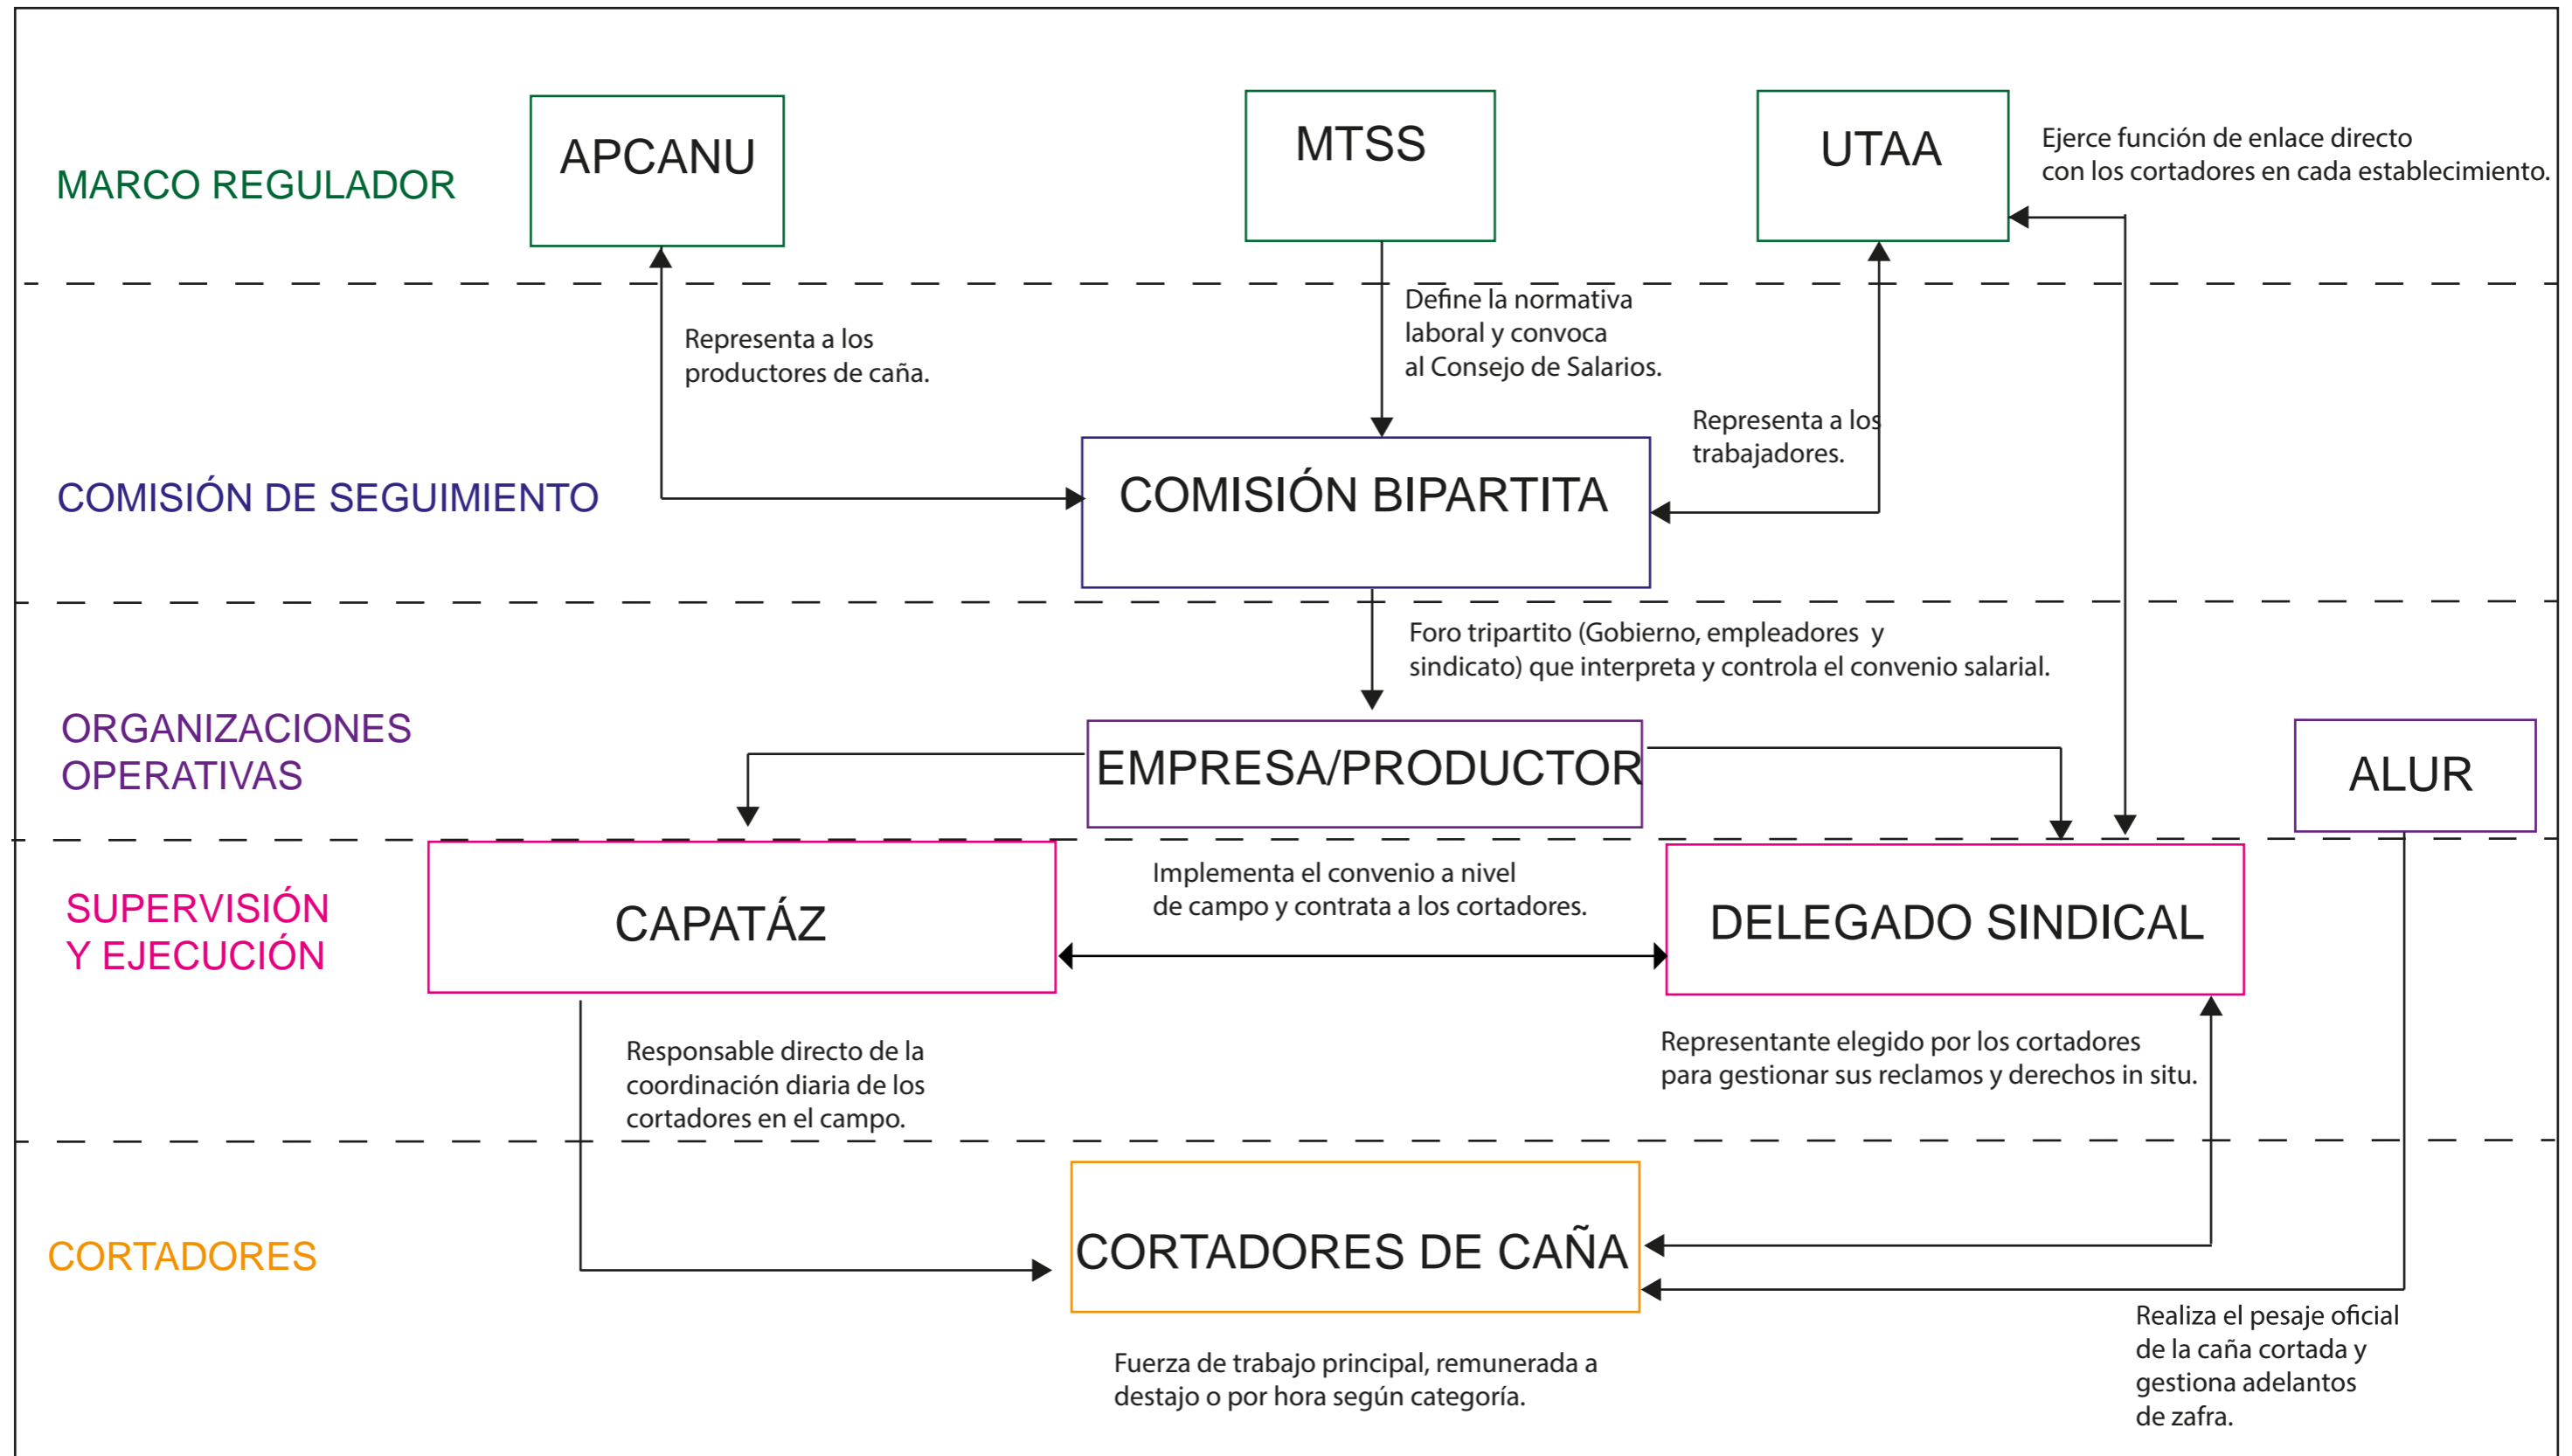 MARCO REGULADOR
APCANU
MTSS
UTAA
Ejerce función de enlace directo
con los cortadores en cada establecimiento.
Representa a los
productores de caña.
Define la normativa
laboral y convoca
al Consejo de Salarios.
Representa a los
trabajadores.
COMISIÓN DE SEGUIMIENTO
COMISIÓN BIPARTITA
Foro tripartito (Gobierno, empleadores y
sindicato) que interpreta y controla el convenio salarial.
ORGANIZACIONES
OPERATIVAS
EMPRESA/PRODUCTOR
ALUR
Implementa el convenio a nivel
de campo y contrata a los cortadores.
SUPERVISIÓN
Y EJECUCIÓN
CAPATÁZ
DELEGADO SINDICAL
Responsable directo de la
coordinación diaria de los
cortadores en el campo.
Representante elegido por los cortadores
para gestionar sus reclamos y derechos in situ.
CORTADORES
CORTADORES DE CAÑA
Fuerza de trabajo principal, remunerada a
destajo o por hora según categoría.
Realiza el pesaje oficial
de la caña cortada y
gestiona adelantos
de zafra.